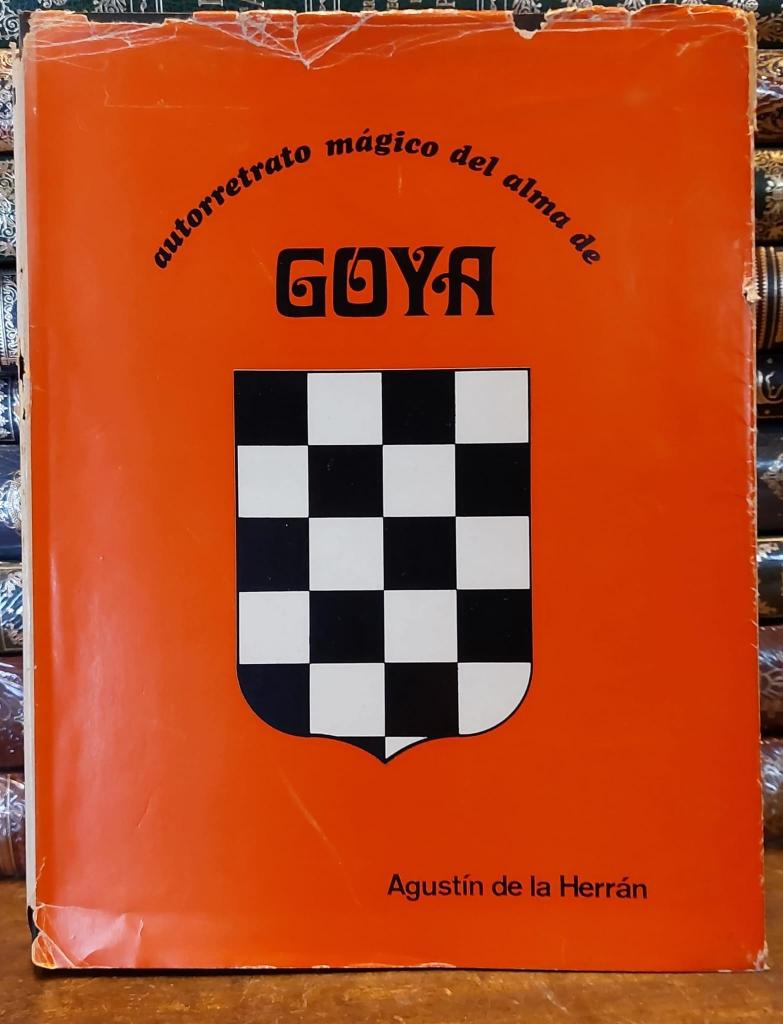 autorretrato mágico del alma de
GOYA
Agustín de la Herrán